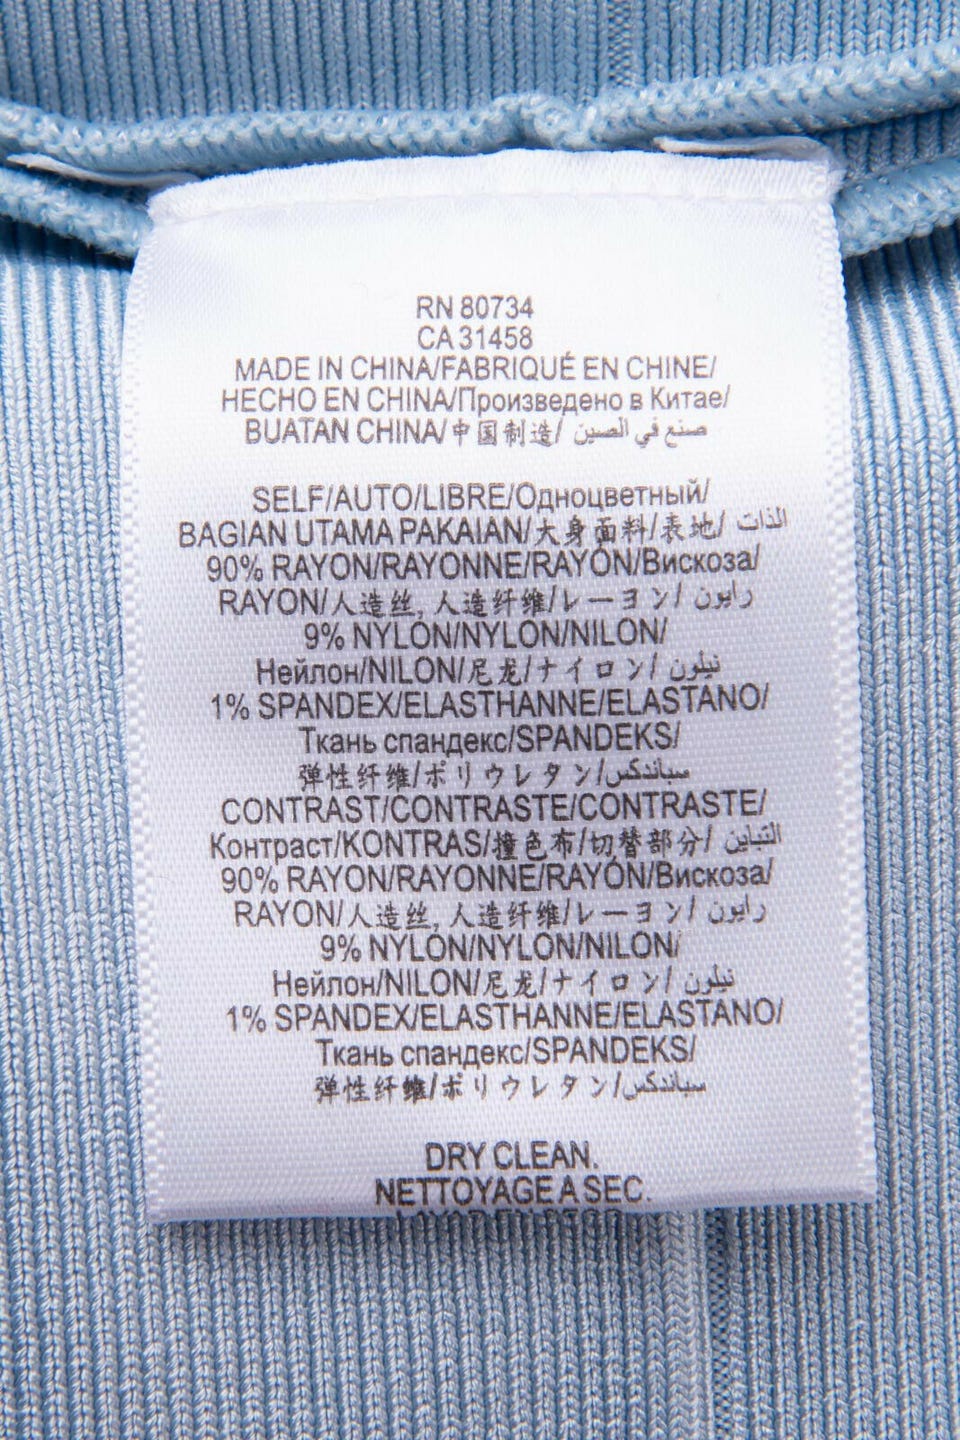 RN 80734
CA 31458
MADE IN CHINA/FABRIQUÉ EN CHINE/
HECHO EN CHINA/Произведено в Китае/
BUATAN CHINA/中国制造/ صنع في الصين
SELF/AUTO/LIBRE/Одноцветный/
BAGIAN UTAMA PAKAIAN/大身面料/表地/ الذات
90% RAYON/RAYONNE/RAYÓN/Вискоза/
RAYON/人造丝, 人造纤维/レーヨン/ رايون
9% NYLON/NYLON/NILON/
Нейлон/NILON/尼龙/ナイロン/ نيلون
1% SPANDEX/ELASTHANNE/ELASTANO/
Ткань спандекс/SPANDEKS/
弹性纤维/ポリウレタン/سباندكس
CONTRAST/CONTRASTE/CONTRASTE/
Контраст/KONTRAS/撞色布/切替部分/ التباين
90% RAYON/RAYONNE/RAYÓN/Вискоза/
RAYON/人造丝, 人造纤维/レーヨン/ رايون
9% NYLON/NYLON/NILON/
Нейлон/NILON/尼龙/ナイロン/ نيلون
1% SPANDEX/ELASTHANNE/ELASTANO/
Ткань спандекс/SPANDEKS/
弹性纤维/ポリウレタン/سباندكس
DRY CLEAN.
NETTOYAGE A SEC.